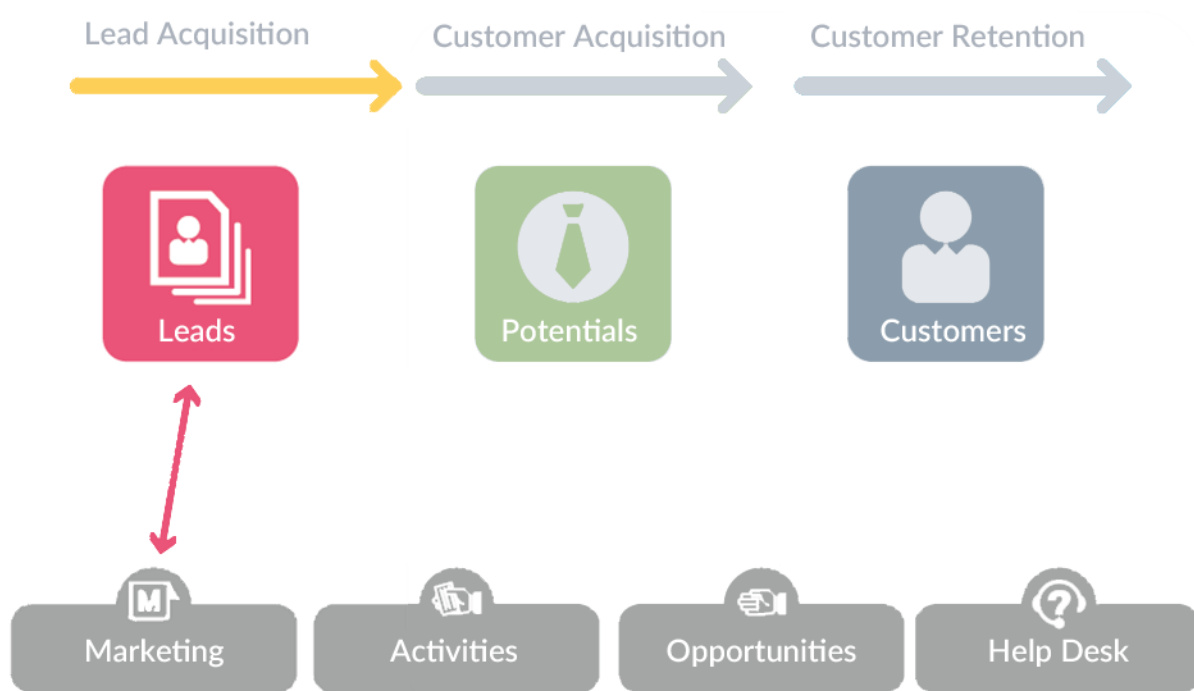 Lead Acquisition
Customer Acquisition
Customer Retention
Leads
Potentials
Customers
M
Marketing
Activities
Opportunities
?
Help Desk